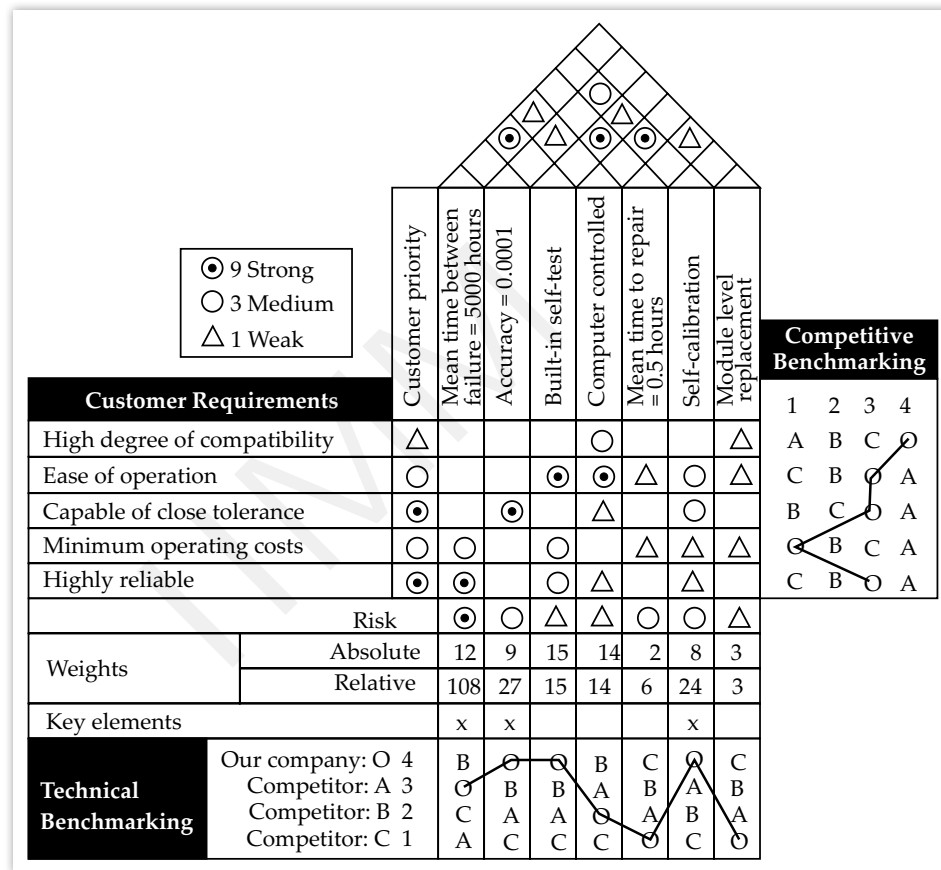 Customer priority
Mean time between
failure = 5000 hours
Accuracy = 0.0001
Built-in self-test
Computer controlled
Mean time to repair
= 0.5 hours
Self-calibration
Module level
replacement
9 Strong
3 Medium
1 Weak
Competitive
Benchmarking
Customer Requirements
1 2 3 4
High degree of compatibility A B C O
Ease of operation C B O A
Capable of close tolerance B C O A
Minimum operating costs O B C A
Highly reliable C B O A
Risk
Weights
Absolute 12 9 15 14 2 8 3
Relative 108 27 15 14 6 24 3
Key elements x x x
Technical
Benchmarking
Our company: O 4 B O O B C O C
Competitor: A 3 O B B A B A B
Competitor: B 2 C A A O A B A
Competitor: C 1 A C C C O C O
IIMM